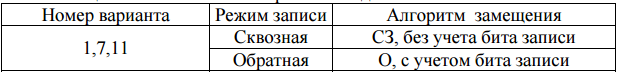 Номер варианта Режим записи Алгоритм замещения
1,7,11 Сквозная СЗ, без учета бита записи
Обратная О, с учетом бита записи